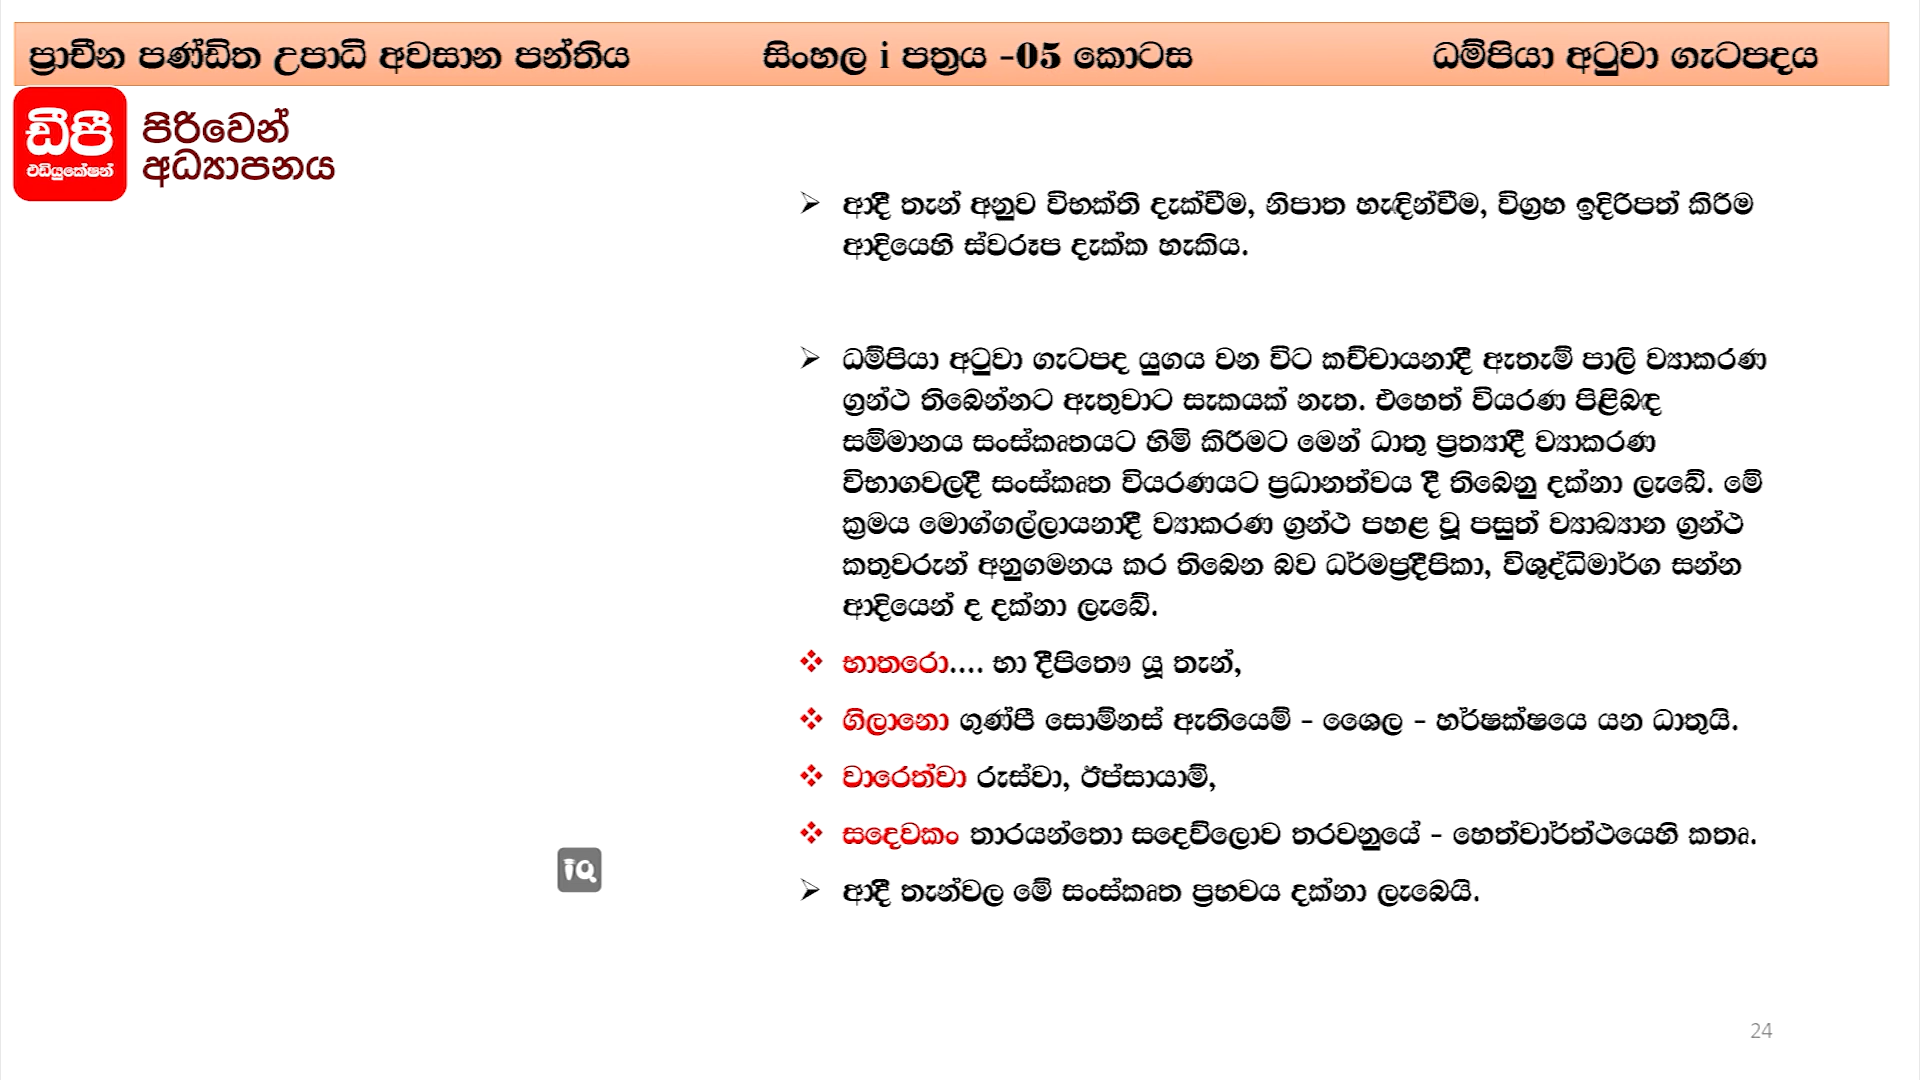 ප්‍රාචීන පණ්ඩිත උපාධි අවසාන පන්තිය සිංහල i පත්‍රය -05 කොටස ධම්පියා අටුවා ගැටපදය
ඩීපී
එඩියුකේෂන්
පිරිවෙන්
අධ්‍යාපනය
➢ ආදී තැන් අනුව විභක්ති දැක්වීම, නිපාත හැඳින්වීම, විග්‍රහ ඉදිරිපත් කිරීම
ආදියෙහි ස්වරූප දැක්ක හැකිය.
➢ ධම්පියා අටුවා ගැටපද යුගය වන විට කච්චායනාදී ඇතැම් පාලි ව්‍යාකරණ
ග්‍රන්ථ තිබෙන්නට ඇතුවාට සැකයක් නැත. එහෙත් වියරණ පිළිබඳ
සම්මානය සංස්කෘතයට හිමි කිරීමට මෙන් ධාතු ප්‍රත්‍යාදී ව්‍යාකරණ
විභාගවලදී සංස්කෘත වියරණයට ප්‍රධානත්වය දී තිබෙනු දක්නා ලැබේ. මේ
ක්‍රමය මොග්ගල්ලායනාදී ව්‍යාකරණ ග්‍රන්ථ පහළ වූ පසුත් ව්‍යාඛ්‍යාන ග්‍රන්ථ
කතුවරුන් අනුගමනය කර තිබෙන බව ධර්මප්‍රදීපිකා, විශුද්ධිමාර්ග සන්න
ආදියෙන් ද දක්නා ලැබේ.
❖ භාතරො.... භා දීපිතෞ යූ තැන්,
❖ ගිලානො ගුණ්පී සොම්නස් ඇතියෙම් - ශෛල - හර්ෂක්ෂයෙ යන ධාතුයි.
❖ වාරෙත්වා රුස්වා, ඊප්සායාම්,
❖ සදෙවකං තාරයන්තො සදෙව්ලොව තරවනුයේ - හෙත්වාර්ත්ථයෙහි කතෘ.
➢ ආදී තැන්වල මේ සංස්කෘත ප්‍රභවය දක්නා ලැබෙයි.
iQ
24